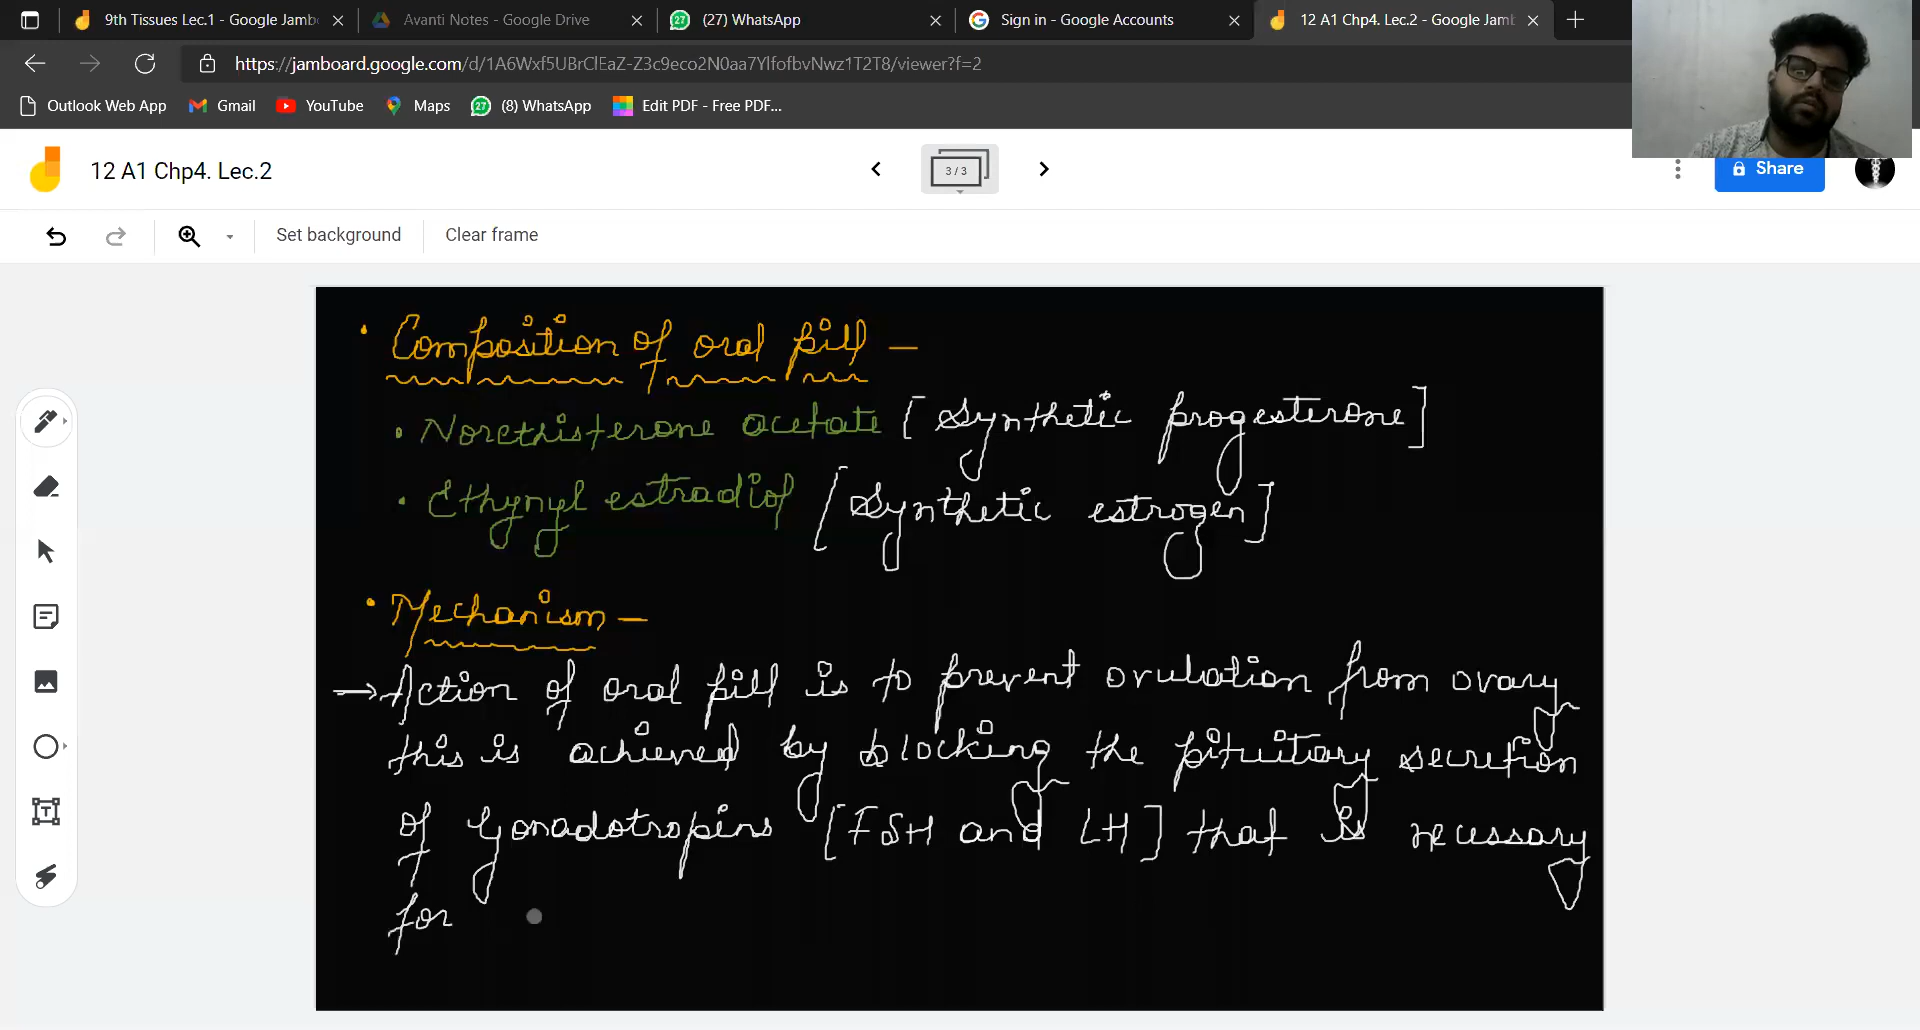 9th Tissues Lec.1 - Google Jamb
Avanti Notes - Google Drive
(27) WhatsApp
Sign in - Google Accounts
12 A1 Chp4. Lec.2 - Google Jamb
https://jamboard.google.com/d/1A6Wxf5UBrClEaZ-Z3c9eco2N0aa7YlfofbvNwz1T2T8/viewer?f=2
Outlook Web App
Gmail
YouTube
Maps
27
(8) WhatsApp
Edit PDF - Free PDF...
12 A1 Chp4. Lec.2
3 / 3
Share
Set background
Clear frame
• Composition of oral pill –
• Norethisterone acetate [Synthetic progesterone]
• Ethynyl estradiol [Synthetic estrogen]
• Mechanism –
→ Action of oral pill is to prevent ovulation from ovary
this is achieved by blocking the pituitary secretion
of Gonadotropins [FSH and LH] that is necessary
for